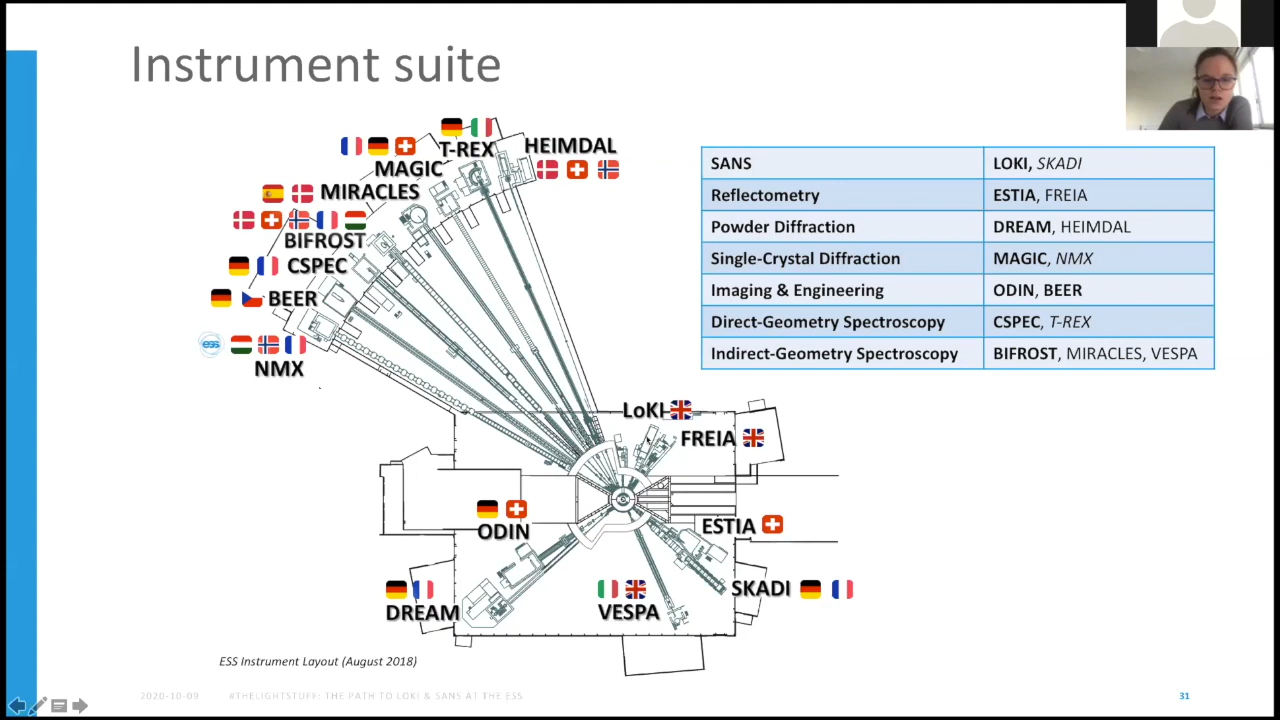 Instrument suite
T-REX
HEIMDAL
MAGIC
MIRACLES
BIFROST
CSPEC
BEER
ess
NMX
SANS LOKI, SKADI
Reflectometry ESTIA, FREIA
Powder Diffraction DREAM, HEIMDAL
Single-Crystal Diffraction MAGIC, NMX
Imaging & Engineering ODIN, BEER
Direct-Geometry Spectroscopy CSPEC, T-REX
Indirect-Geometry Spectroscopy BIFROST, MIRACLES, VESPA
LoKI
FREIA
ODIN
ESTIA
DREAM
VESPA
SKADI
ESS Instrument Layout (August 2018)
2020-10-09 #THELIGHTSTUFF: THE PATH TO LOKI & SANS AT THE ESS 31